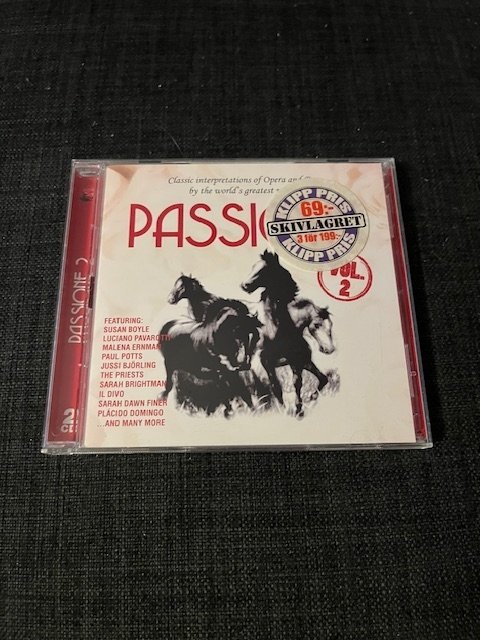 Classic interpretations of Opera and
by the world's greatest
PASSIO
KLIPP PRIS
69:-
SKIVLAGRET
3 för 199:-
KLIPP PRIS
VOL.
2
FEATURING:
SUSAN BOYLE
LUCIANO PAVAROTTI
MALENA ERNMAN
PAUL POTTS
JUSSI BJÖRLING
THE PRIESTS
SARAH BRIGHTMAN
IL DIVO
SARAH DAWN FINER
PLÁCIDO DOMINGO
...AND MANY MORE
PASSIONE 2
2
CD